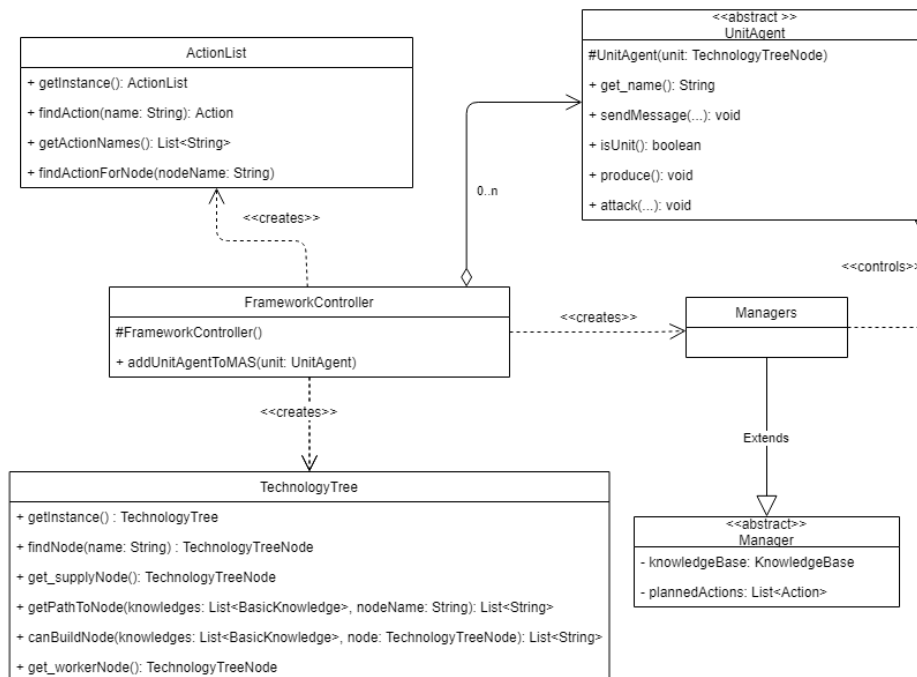 <<abstract >>
UnitAgent
#UnitAgent(unit: TechnologyTreeNode)
+ get_name(): String
+ sendMessage(...): void
+ isUnit(): boolean
+ produce(): void
+ attack(...): void
ActionList
+ getInstance(): ActionList
+ findAction(name: String): Action
+ getActionNames(): List<String>
+ findActionForNode(nodeName: String)
0..n
<<creates>>
<<controls>>
FrameworkController
#FrameworkController()
+ addUnitAgentToMAS(unit: UnitAgent)
<<creates>>
Managers
<<creates>>
Extends
TechnologyTree
+ getInstance() : TechnologyTree
+ findNode(name: String) : TechnologyTreeNode
+ get_supplyNode(): TechnologyTreeNode
+ getPathToNode(knowledges: List<BasicKnowledge>, nodeName: String): List<String>
+ canBuildNode(knowledges: List<BasicKnowledge>, node: TechnologyTreeNode): List<String>
+ get_workerNode(): TechnologyTreeNode
<<abstract>>
Manager
- knowledgeBase: KnowledgeBase
- plannedActions: List<Action>